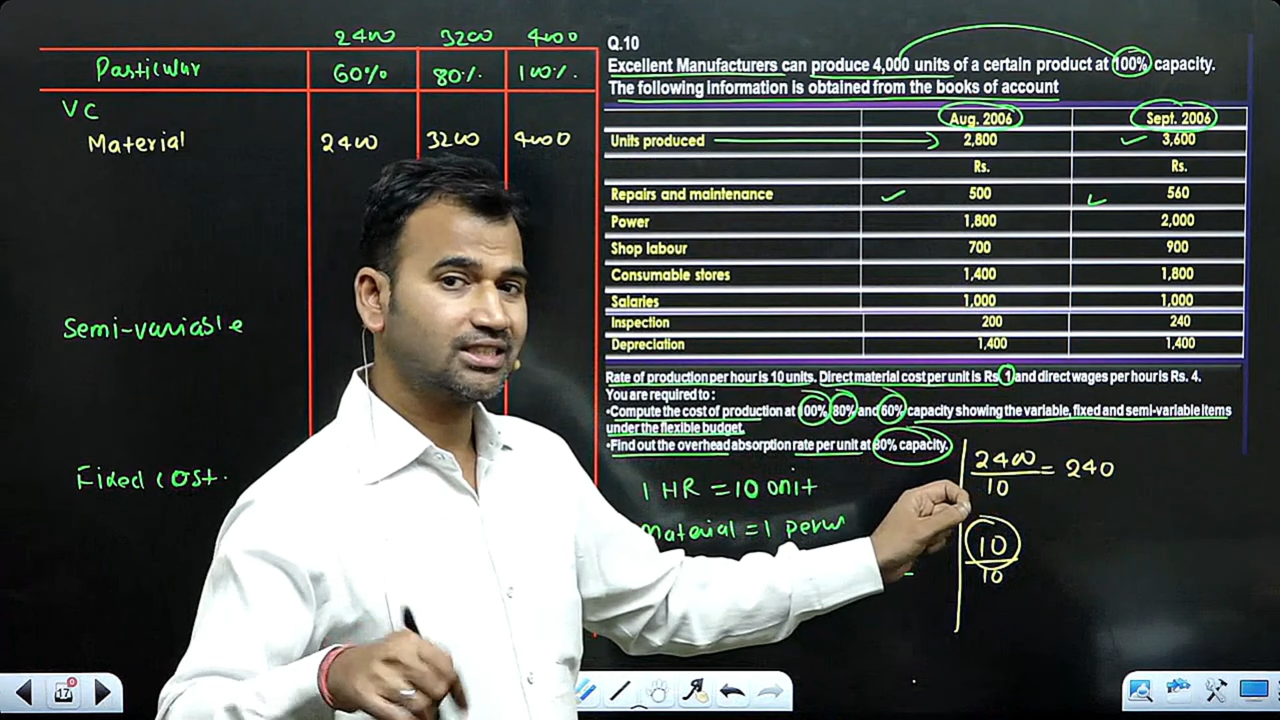 2400 3200 4000
Particular 60% 80% 100%
VC
Material 2400 3200 4000
Semi-variable
Fixed cost.
Q.10
Excellent Manufacturers can produce 4,000 units of a certain product at 100% capacity.
The following information is obtained from the books of account
Aug. 2006 Sept. 2006
Units produced 2,800 3,600
Rs. Rs.
Repairs and maintenance 500 560
Power 1,800 2,000
Shop labour 700 900
Consumable stores 1,400 1,800
Salaries 1,000 1,000
Inspection 200 240
Depreciation 1,400 1,400
Rate of production per hour is 10 units. Direct material cost per unit is Rs 1 and direct wages per hour is Rs. 4.
You are required to :
•Compute the cost of production at 100% 80% and 60% capacity showing the variable, fixed and semi-variable items
under the flexible budget.
•Find out the overhead absorption rate per unit at 80% capacity.
1 HR = 10 unit
Material = 1 per
2400
10
= 240
10
10
17